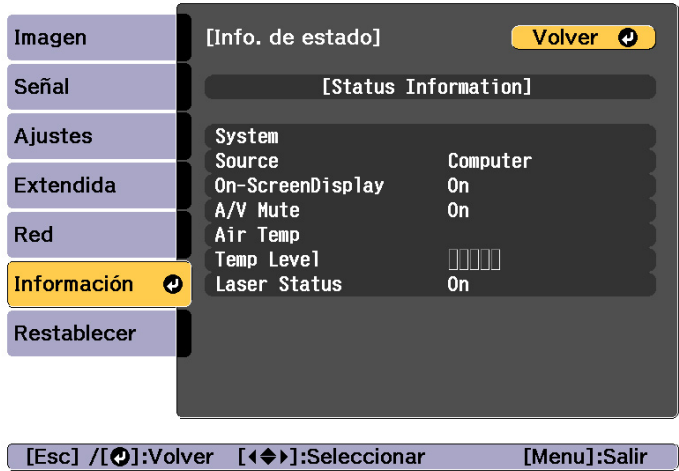 Imagen
Señal
Ajustes
Extendida
Red
Información
Restablecer
[Info. de estado]
Volver
[Status Information]
System
Source Computer
On-ScreenDisplay On
A/V Mute On
Air Temp
Temp Level
Laser Status On
[Esc] /[ ]:Volver [ ]:Seleccionar [Menu]:Salir